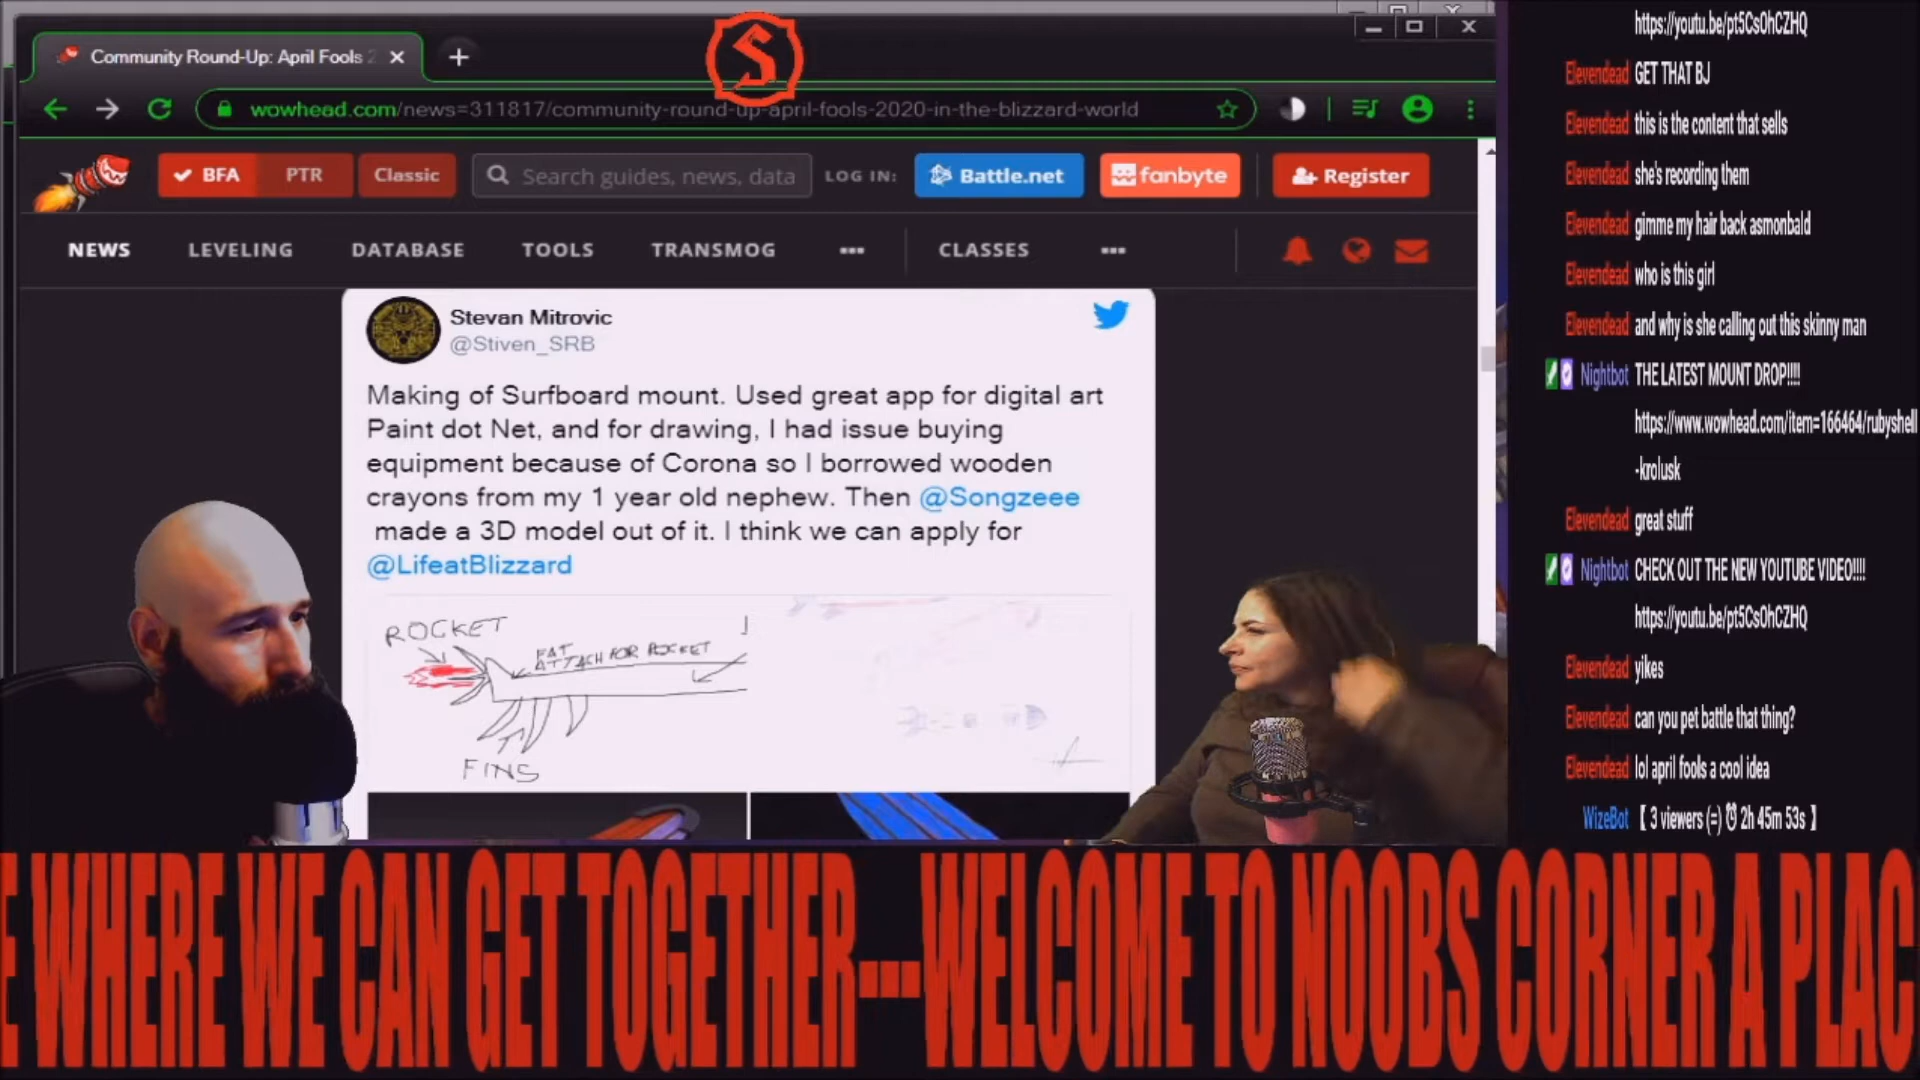 Community Round-Up: April Fools 2
wowhead.com/news=311817/community-round-up-april-fools-2020-in-the-blizzard-world
BFA PTR Classic Search guides, news, data LOG IN: Battle.net fanbyte Register
NEWS LEVELING DATABASE TOOLS TRANSMOG ••• CLASSES •••
Stevan Mitrovic
@Stiven_SRB
Making of Surfboard mount. Used great app for digital art
Paint dot Net, and for drawing, I had issue buying
equipment because of Corona so I borrowed wooden
crayons from my 1 year old nephew. Then @Songzeee
made a 3D model out of it. I think we can apply for
@LifeatBlizzard
ROCKET
FAT
ATTACH FOR ROCKET
FINS
https://youtu.be/pt5CsOhCZHQ
Elevendead GET THAT BJ
Elevendead this is the content that sells
Elevendead she's recording them
Elevendead gimme my hair back asmonbald
Elevendead who is this girl
Elevendead and why is she calling out this skinny man
Nightbot THE LATEST MOUNT DROP!!!!
https://www.wowhead.com/item=166464/rubyshell
-krolusk
Elevendead great stuff
Nightbot CHECK OUT THE NEW YOUTUBE VIDEO!!!!
https://youtu.be/pt5CsOhCZHQ
Elevendead yikes
Elevendead can you pet battle that thing?
Elevendead lol april fools a cool idea
WizeBot 【 3 viewers (=) ⏰ 2h 45m 53s 】
E WHERE WE CAN GET TOGETHER---WELCOME TO NOOBS CORNER A PLAC